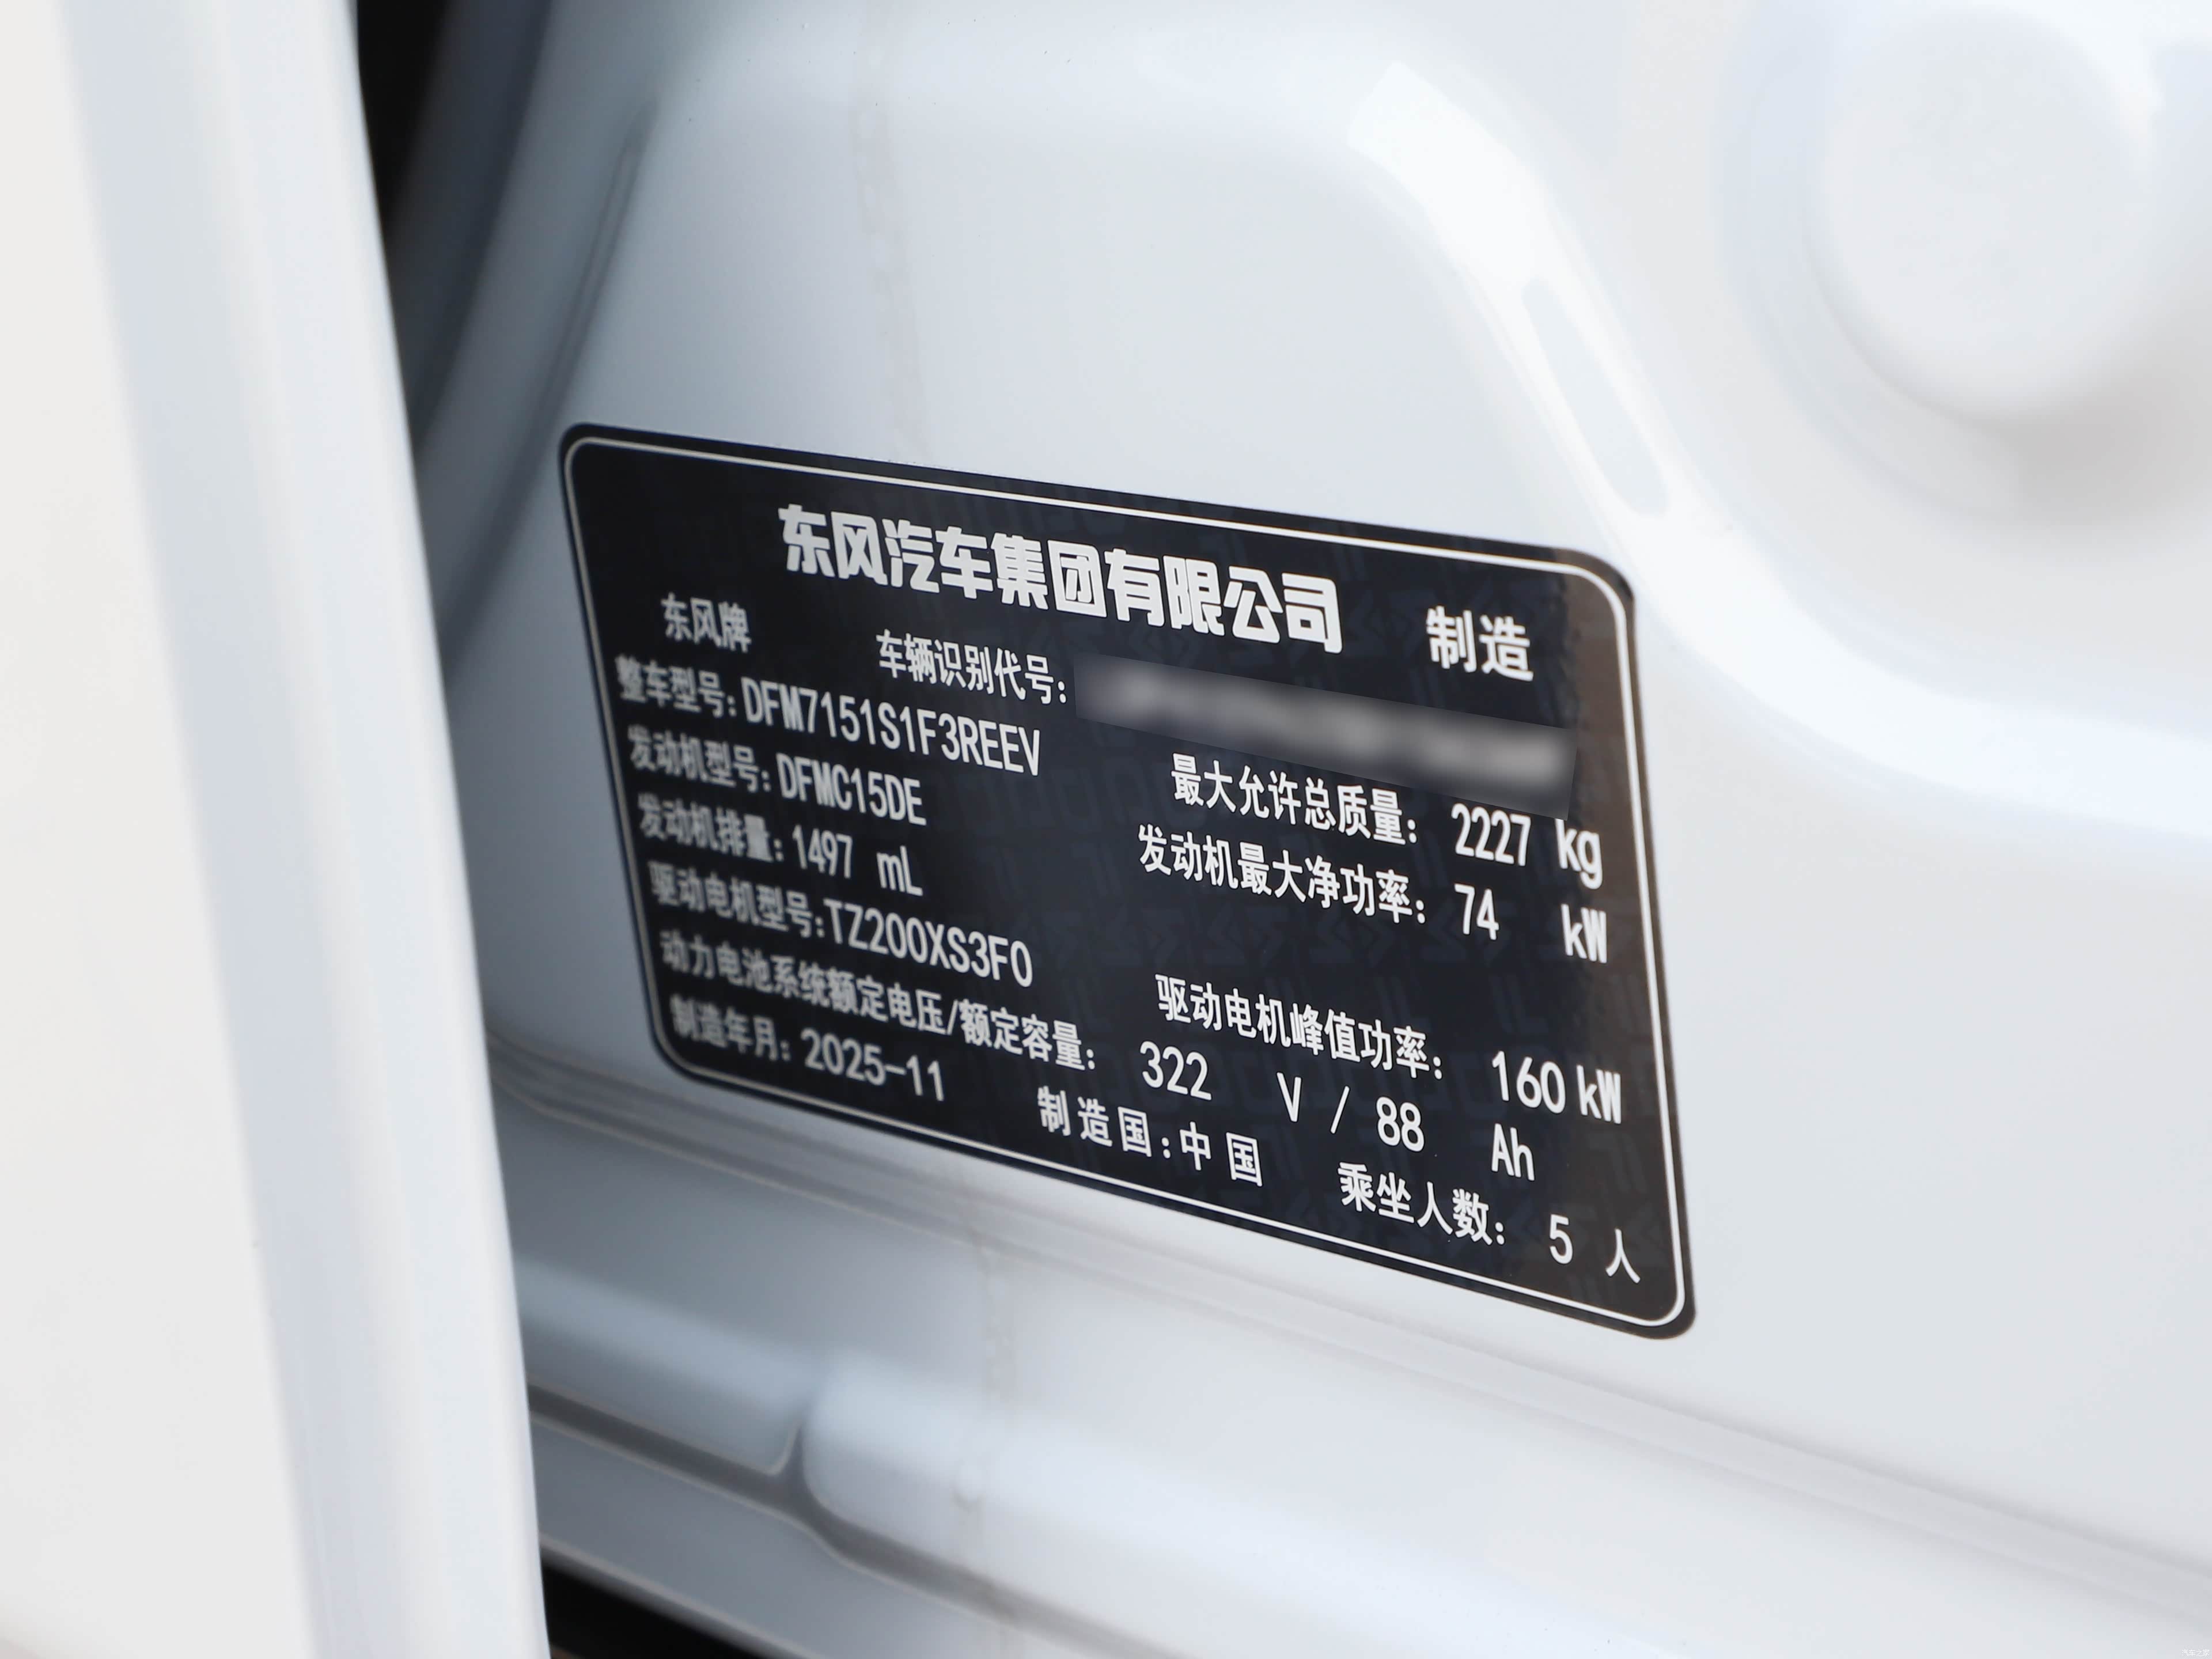 东风汽车集团有限公司 制造
东风牌 车辆识别代号:
整车型号: DFM7151S1F3REEV 最大允许总质量: 2227 kg
发动机型号: DFMC15DE 发动机最大净功率: 74 kW
发动机排量: 1497 mL
驱动电机型号:TZ200XS3F0 驱动电机峰值功率: 160 kW
动力电池系统额定电压/额定容量: 322 V / 88 Ah
制造年月: 2025-11 制造国:中国 乘坐人数: 5 人